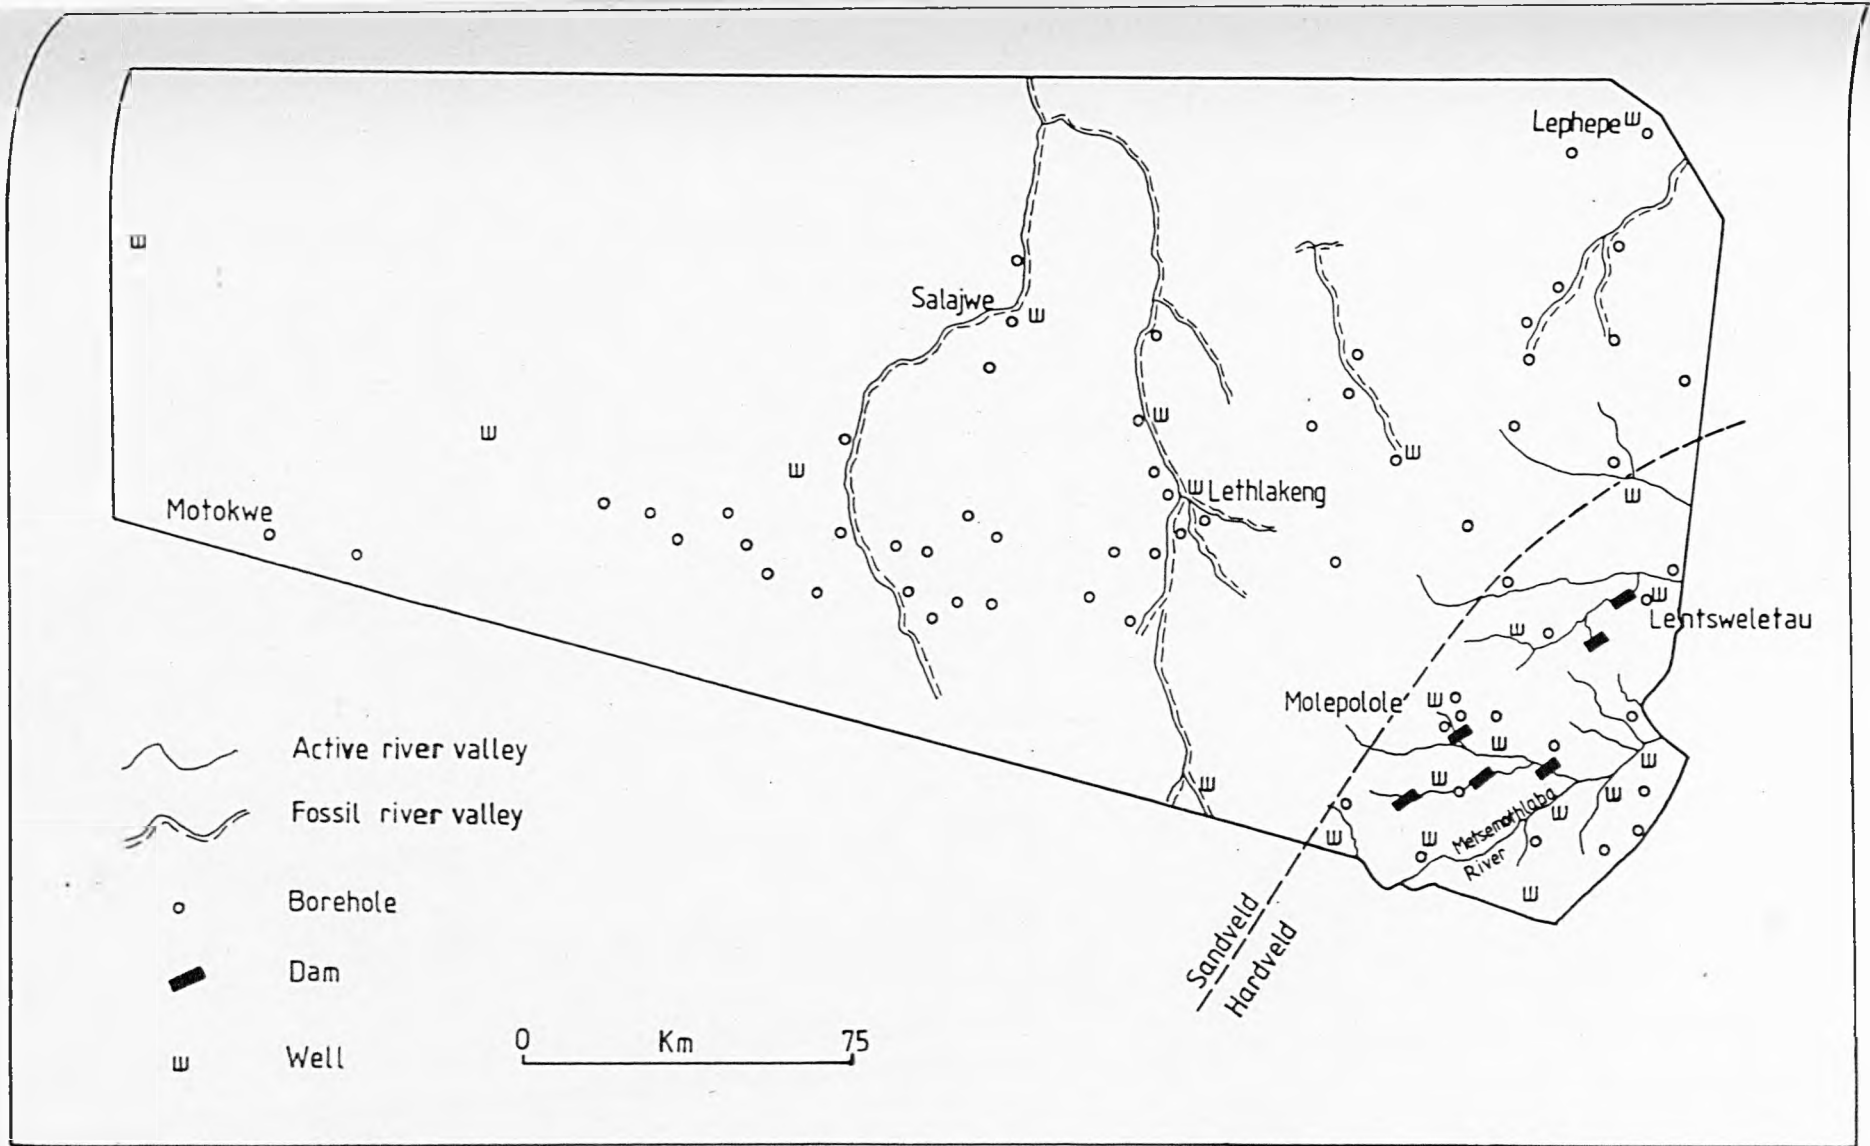 Lephepe
Salajwe
Motokwe
Lethlakeng
Lentsweletau
Molepolole
Metsemothlaba
River
Sandveld
Hardveld
Active river valley
Fossil river valley
Borehole
Dam
Well
0 Km 75